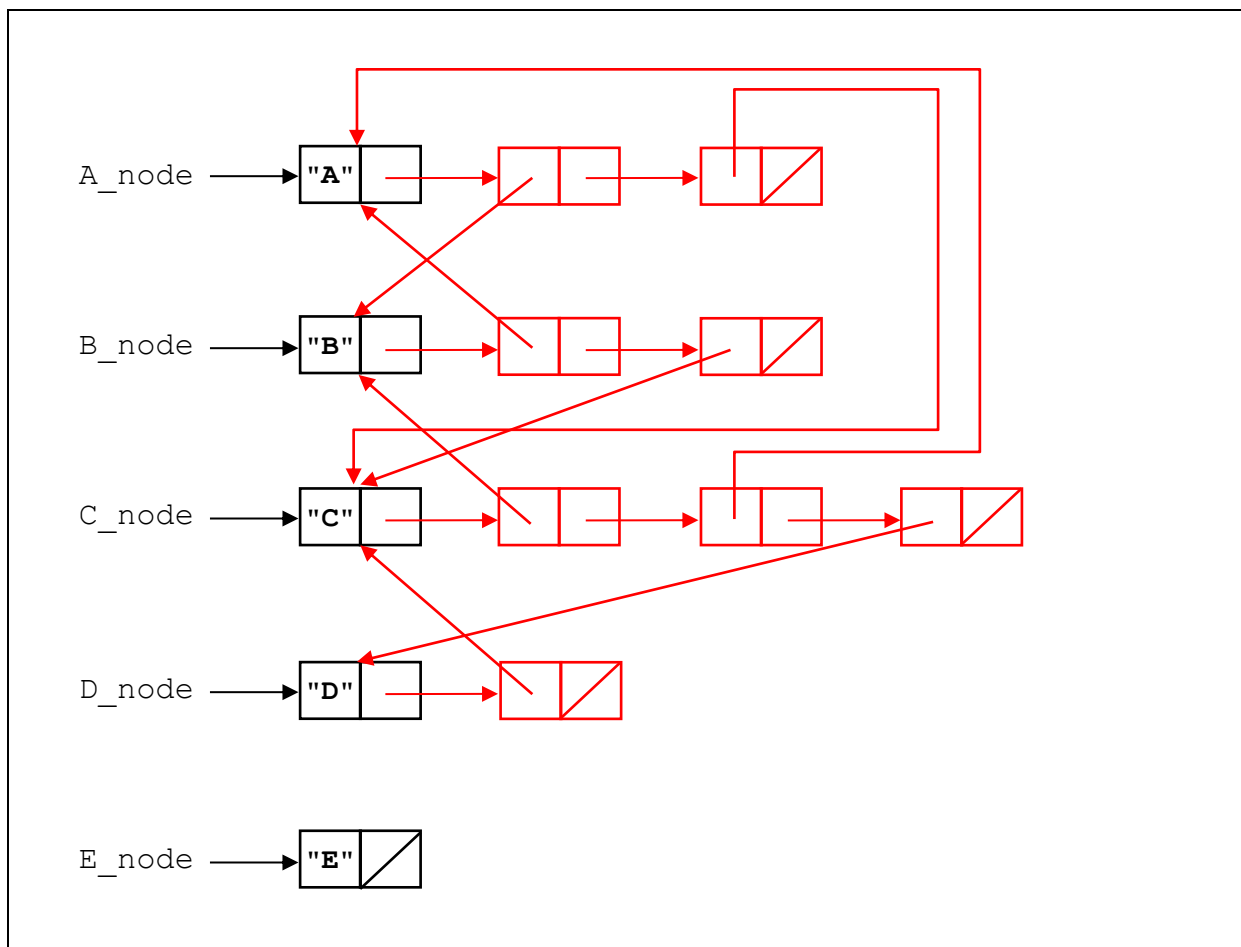 A_node "A"
B_node "B"
C_node "C"
D_node "D"
E_node "E"